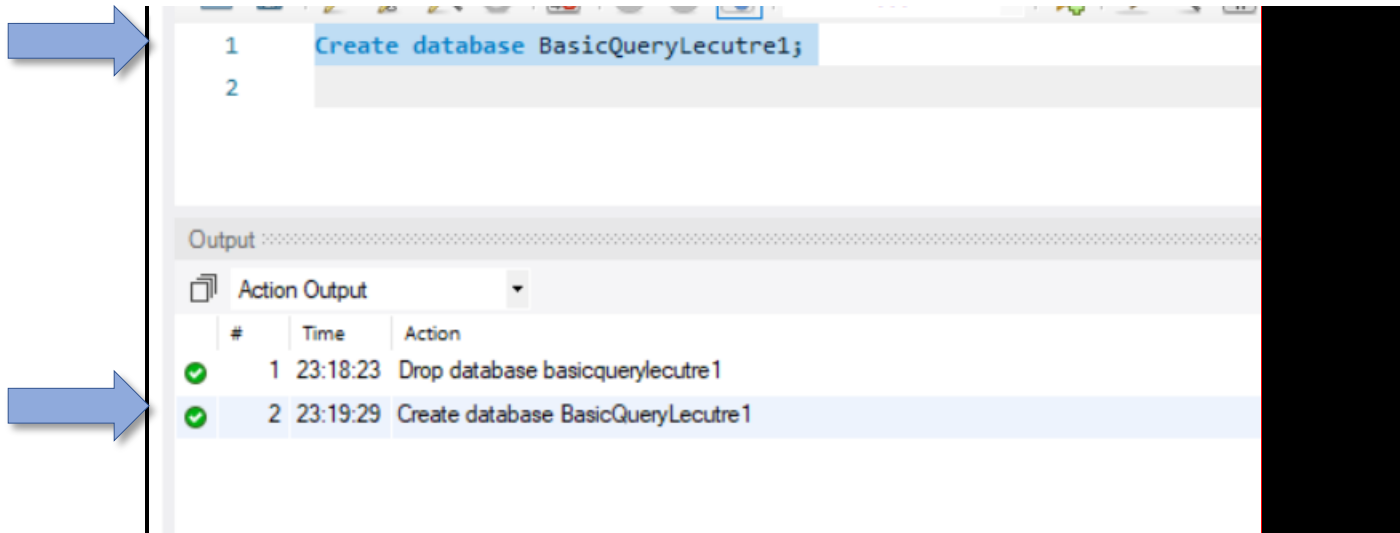 1 Create database BasicQueryLecutre1;
2
Output
Action Output
# Time Action
1 23:18:23 Drop database basicquerylecutre1
2 23:19:29 Create database BasicQueryLecutre1